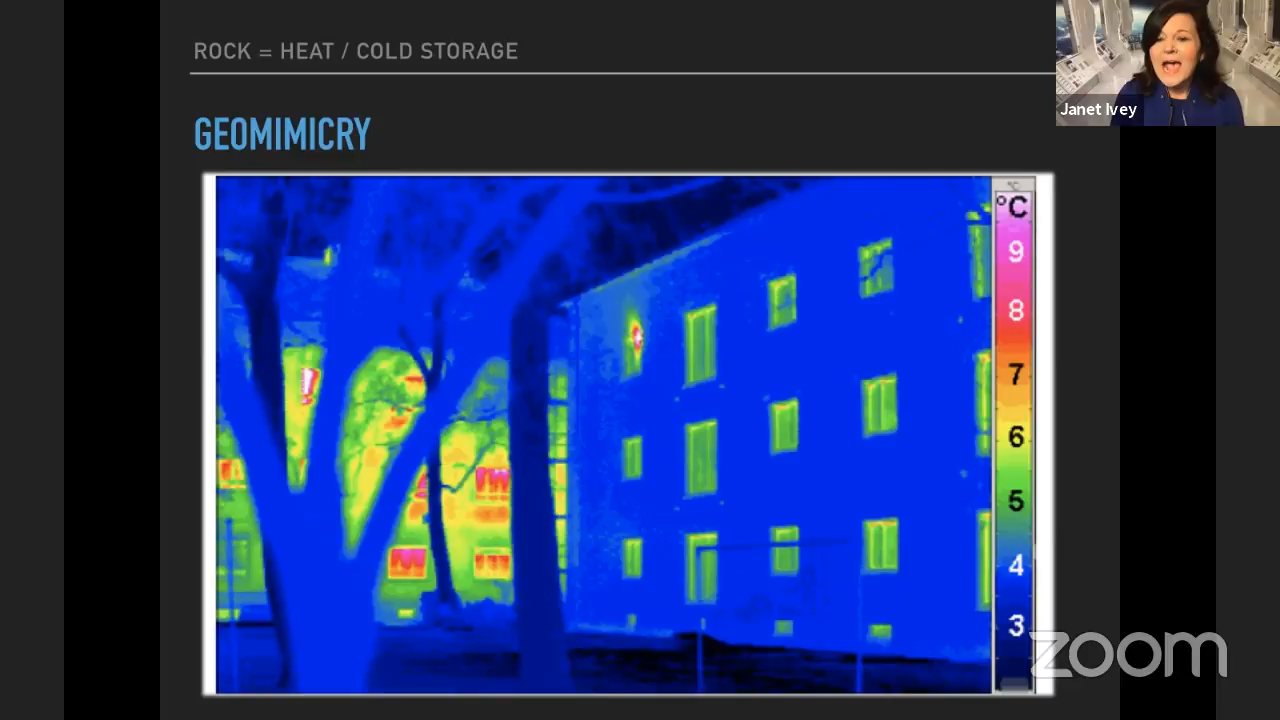 ROCK = HEAT / COLD STORAGE
Janet Ivey
GEOMIMICRY
°C
°C
9
8
7
6
5
4
3
zoom